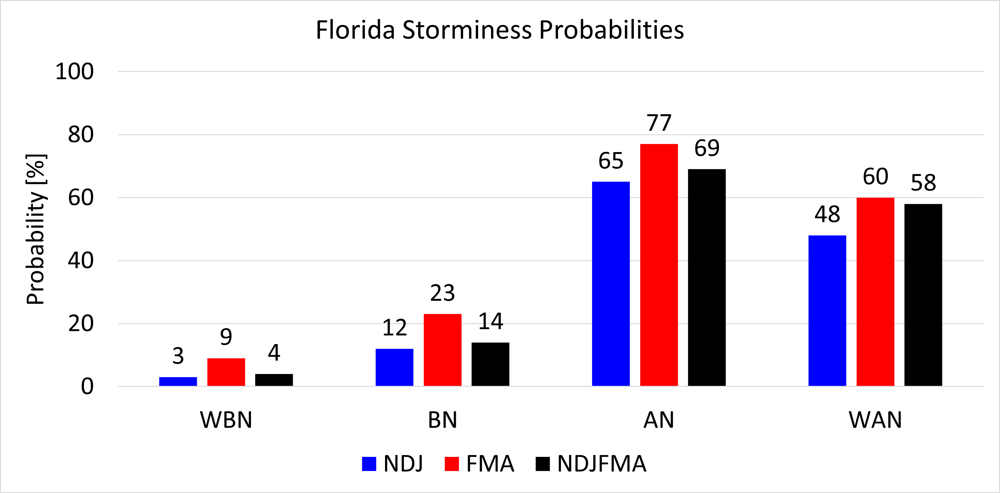 Florida Storminess Probabilities
Probability [%]
100
80
60
40
20
0
3 9 4
12 23 14
65 77 69
48 60 58
WBN BN AN WAN
NDJ FMA NDJFMA